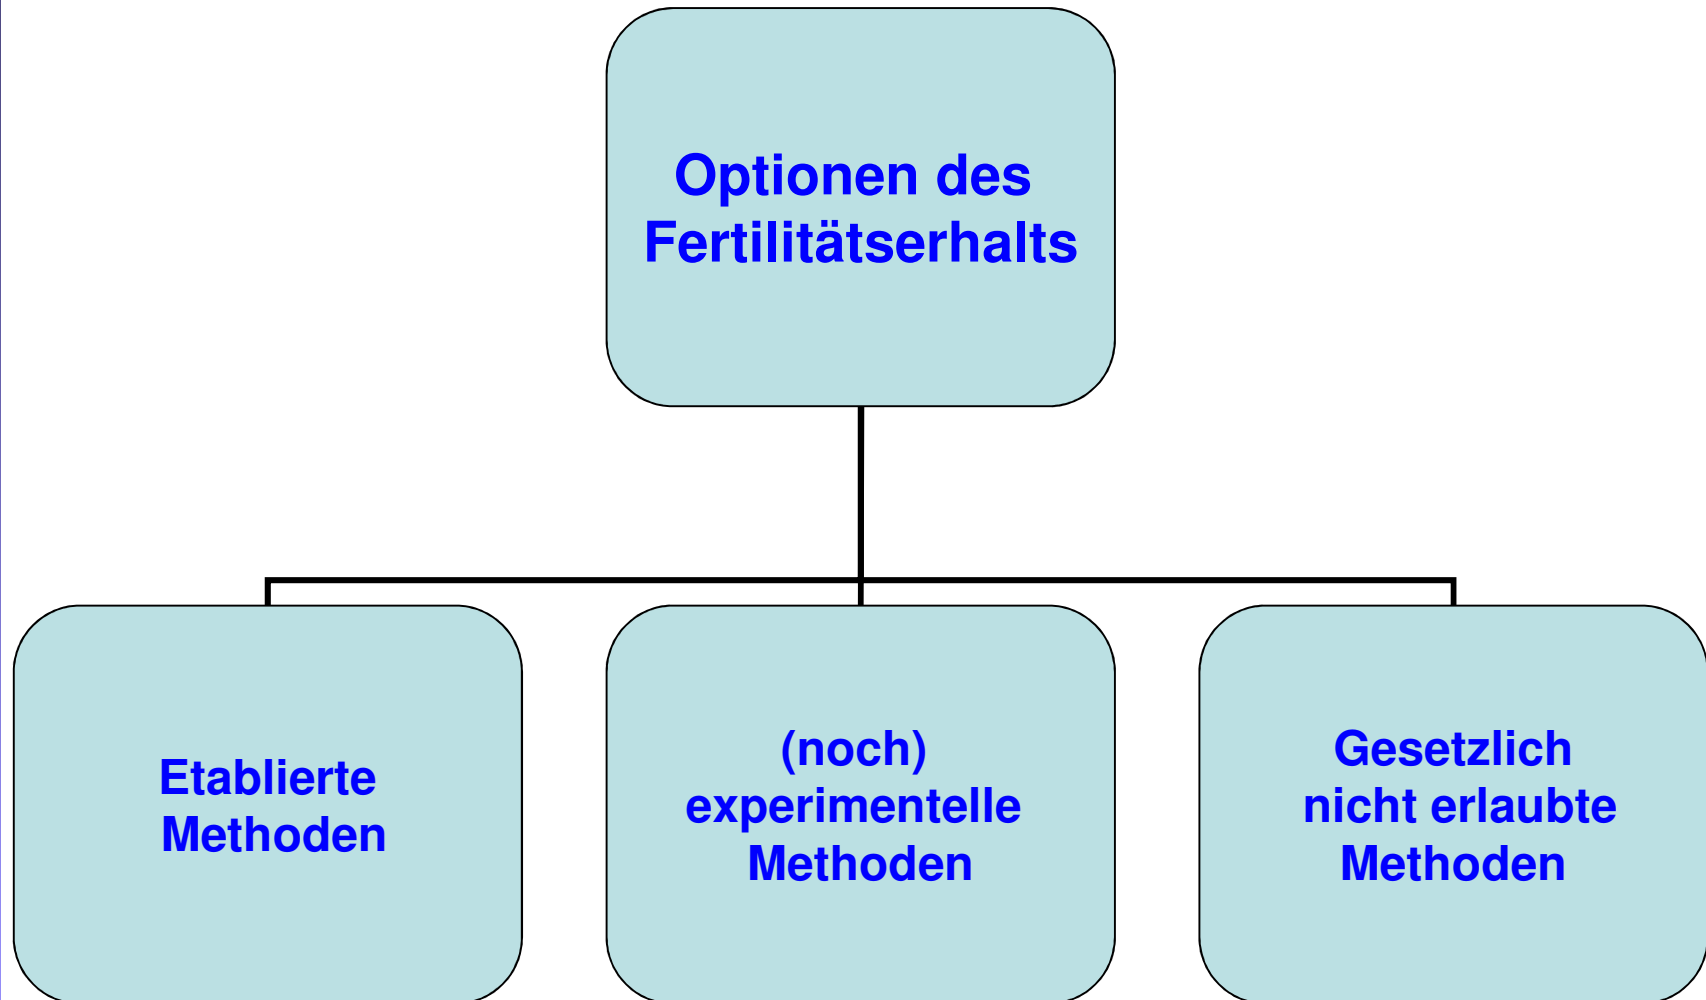 Optionen des
Fertilitätserhalts
Etablierte
Methoden
(noch)
experimentelle
Methoden
Gesetzlich
nicht erlaubte
Methoden